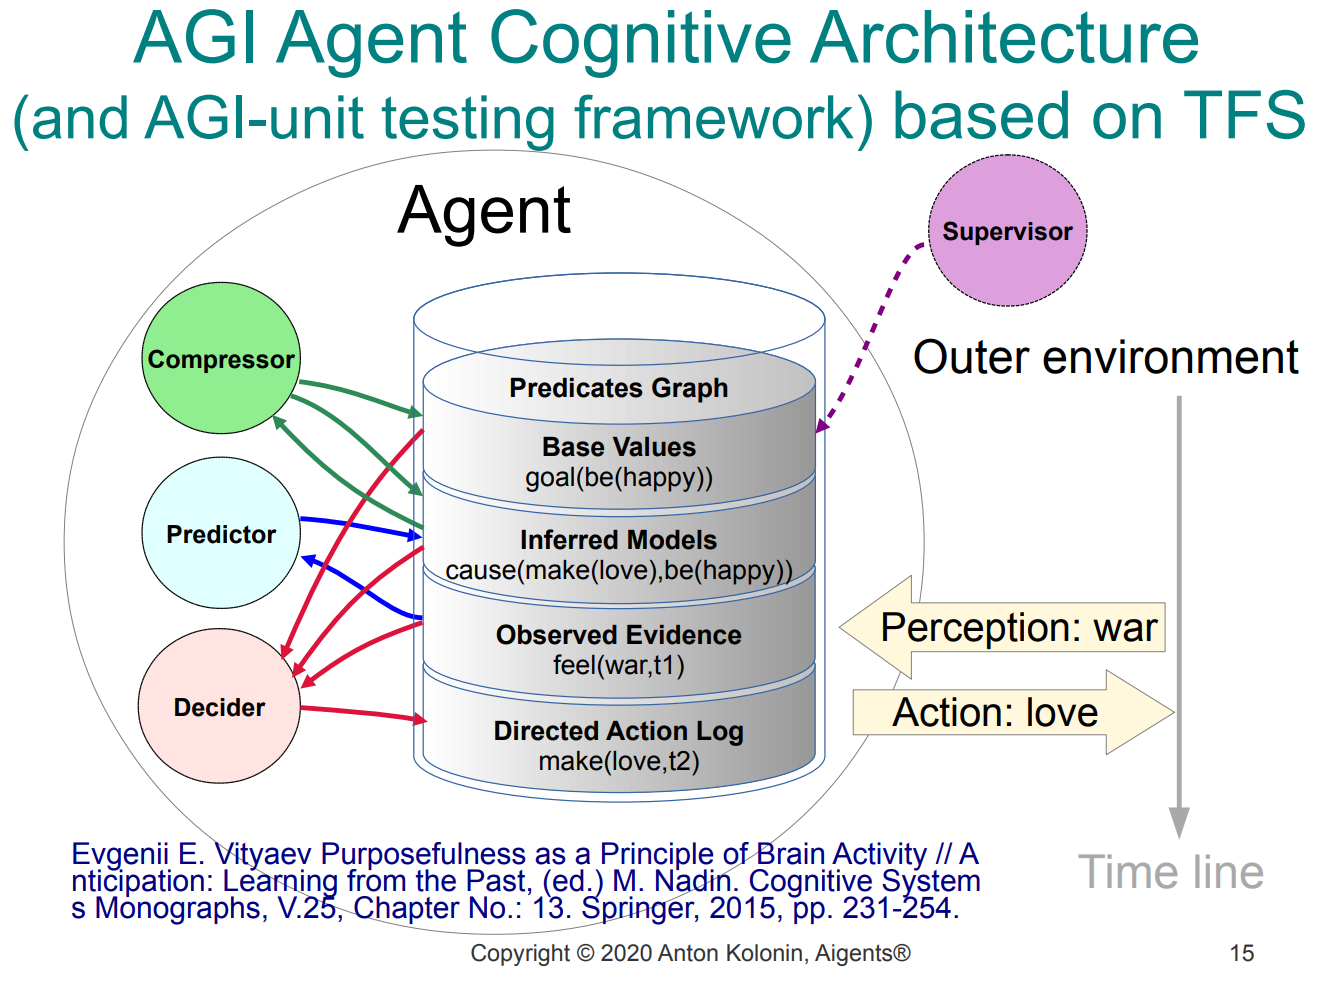 AGI Agent Cognitive Architecture
(and AGI-unit testing framework) based on TFS
Agent
Supervisor
Compressor
Outer environment
Predicates Graph
Base Values
goal(be(happy))
Predictor
Inferred Models
cause(make(love),be(happy))
Observed Evidence
feel(war,t1)
Perception: war
Decider
Directed Action Log
make(love,t2)
Action: love
Time line
Evgenii E. Vityaev Purposefulness as a Principle of Brain Activity // A
nticipation: Learning from the Past, (ed.) M. Nadin. Cognitive System
s Monographs, V.25, Chapter No.: 13. Springer, 2015, pp. 231-254.
Copyright © 2020 Anton Kolonin, Aigents®
15